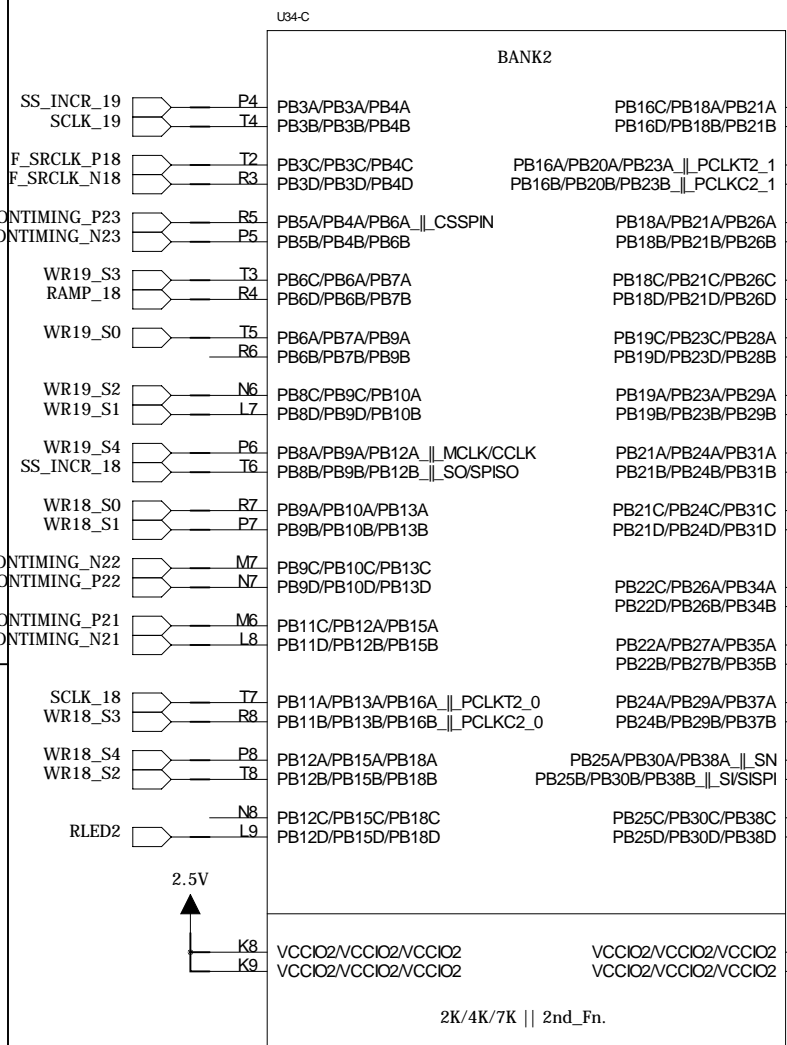 U34-C
BANK2
SS_INCR_19 P4 PB3A/PB3A/PB4A PB16C/PB18A/PB21A
SCLK_19 T4 PB3B/PB3B/PB4B PB16D/PB18B/PB21B
F_SRCLK_P18 T2 PB3C/PB3C/PB4C PB16A/PB20A/PB23A_||_PCLKT2_1
F_SRCLK_N18 R3 PB3D/PB3D/PB4D PB16B/PB20B/PB23B_||_PCLKC2_1
ONTIMING_P23 R5 PB5A/PB4A/PB6A_||_CSSPIN PB18A/PB21A/PB26A
ONTIMING_N23 P5 PB5B/PB4B/PB6B PB18B/PB21B/PB26B
WR19_S3 T3 PB6C/PB6A/PB7A PB18C/PB21C/PB26C
RAMP_18 R4 PB6D/PB6B/PB7B PB18D/PB21D/PB26D
WR19_S0 T5 PB6A/PB7A/PB9A PB19C/PB23C/PB28A
R6 PB6B/PB7B/PB9B PB19D/PB23D/PB28B
WR19_S2 N6 PB8C/PB9C/PB10A PB19A/PB23A/PB29A
WR19_S1 L7 PB8D/PB9D/PB10B PB19B/PB23B/PB29B
WR19_S4 P6 PB8A/PB9A/PB12A_||_MCLK/CCLK PB21A/PB24A/PB31A
SS_INCR_18 T6 PB8B/PB9B/PB12B_||_SO/SPISO PB21B/PB24B/PB31B
WR18_S0 R7 PB9A/PB10A/PB13A PB21C/PB24C/PB31C
WR18_S1 P7 PB9B/PB10B/PB13B PB21D/PB24D/PB31D
ONTIMING_N22 M7 PB9C/PB10C/PB13C
ONTIMING_P22 N7 PB9D/PB10D/PB13D PB22C/PB26A/PB34A
PB22D/PB26B/PB34B
ONTIMING_P21 M6 PB11C/PB12A/PB15A
ONTIMING_N21 L8 PB11D/PB12B/PB15B PB22A/PB27A/PB35A
PB22B/PB27B/PB35B
SCLK_18 T7 PB11A/PB13A/PB16A_||_PCLKT2_0 PB24A/PB29A/PB37A
WR18_S3 R8 PB11B/PB13B/PB16B_||_PCLKC2_0 PB24B/PB29B/PB37B
WR18_S4 P8 PB12A/PB15A/PB18A PB25A/PB30A/PB38A_||_SN
WR18_S2 T8 PB12B/PB15B/PB18B PB25B/PB30B/PB38B_||_SI/SISPI
N8 PB12C/PB15C/PB18C PB25C/PB30C/PB38C
RLED2 L9 PB12D/PB15D/PB18D PB25D/PB30D/PB38D
2.5V
K8 VCCIO2/VCCIO2/VCCIO2 VCCIO2/VCCIO2/VCCIO2
K9 VCCIO2/VCCIO2/VCCIO2 VCCIO2/VCCIO2/VCCIO2
2K/4K/7K || 2nd_Fn.